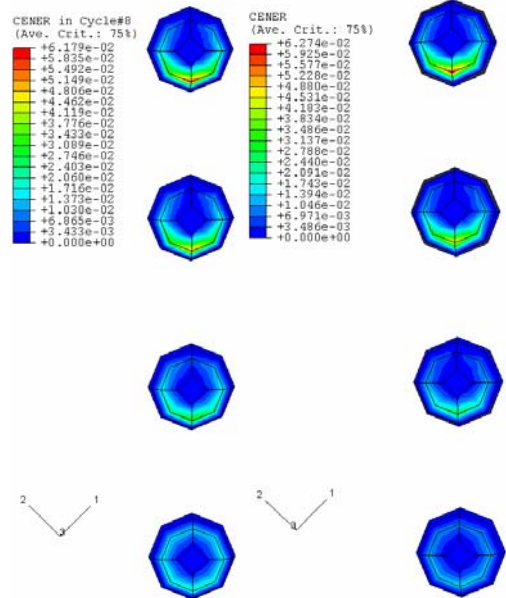 CENER in Cycle#8
(Ave. Crit.: 75%)
+6.179e-02
+5.835e-02
+5.492e-02
+5.149e-02
+4.806e-02
+4.462e-02
+4.119e-02
+3.776e-02
+3.433e-02
+3.089e-02
+2.746e-02
+2.403e-02
+2.060e-02
+1.716e-02
+1.373e-02
+1.030e-02
+6.865e-03
+3.433e-03
+0.000e+00
CENER
(Ave. Crit.: 75%)
+6.274e-02
+5.925e-02
+5.577e-02
+5.228e-02
+4.880e-02
+4.531e-02
+4.183e-02
+3.834e-02
+3.486e-02
+3.137e-02
+2.788e-02
+2.440e-02
+2.091e-02
+1.743e-02
+1.394e-02
+1.046e-02
+6.971e-03
+3.486e-03
+0.000e+00
2 1
3
2 1
3